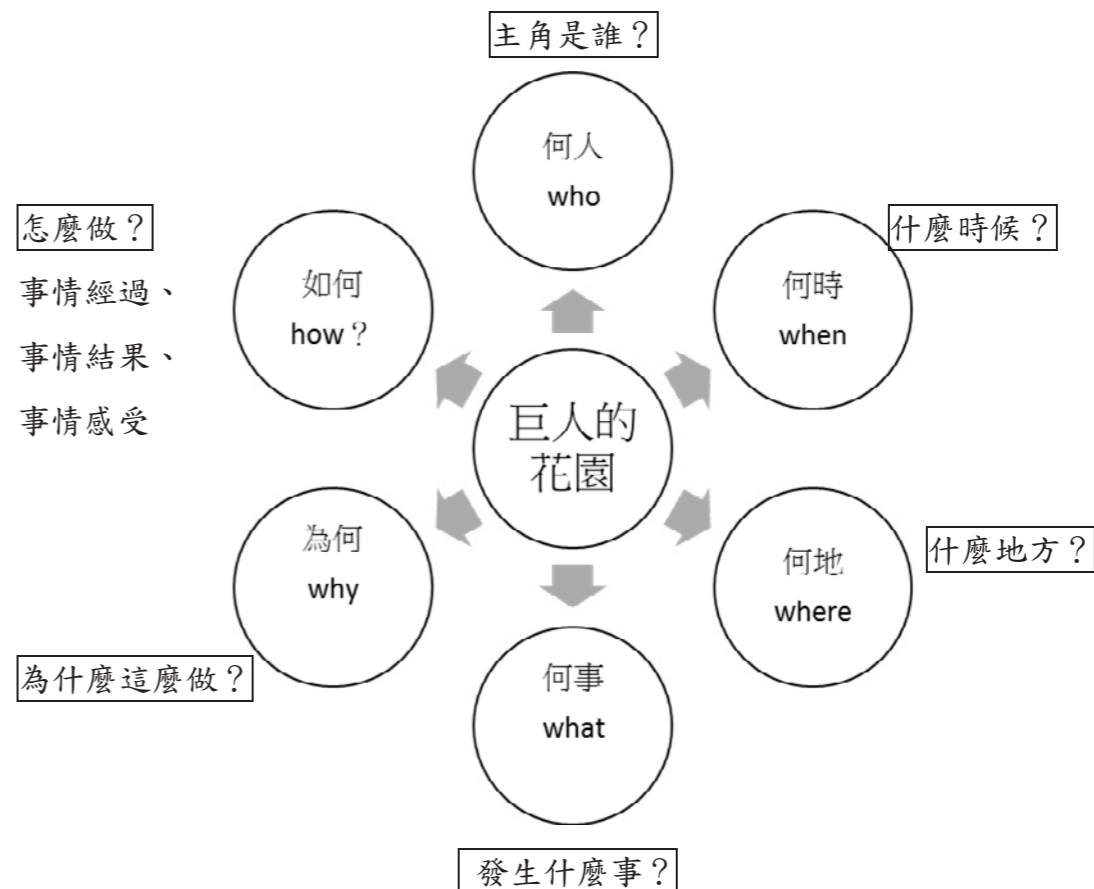 主角是誰？
何人
who
什麼時候？
何時
when
什麼地方？
何地
where
何事
what
發生什麼事？
為何
why
為什麼這麼做？
如何
how？
怎麼做？
事情經過、
事情結果、
事情感受
巨人的
花園